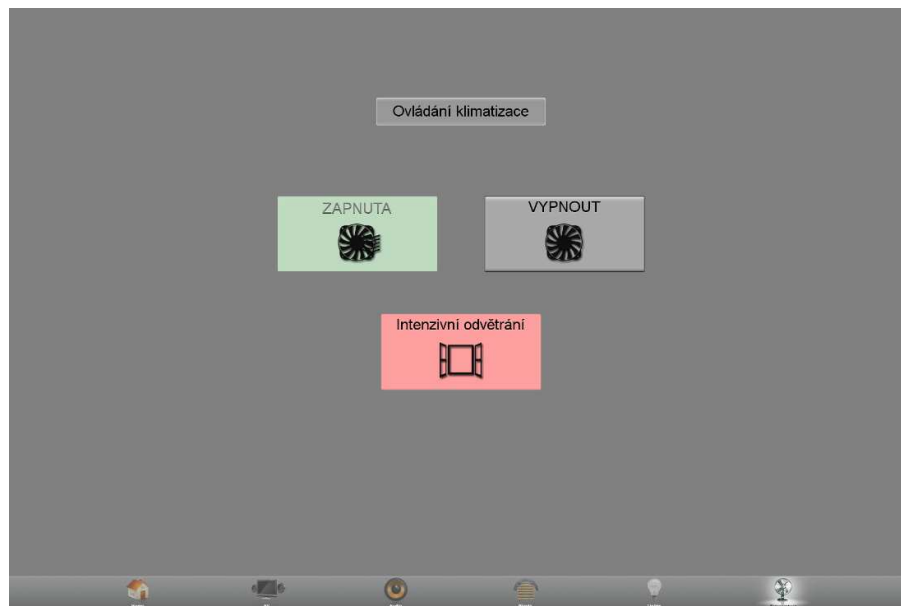 Ovládání klimatizace
ZAPNUTA
VYPNOUT
Intenzivní odvětrání